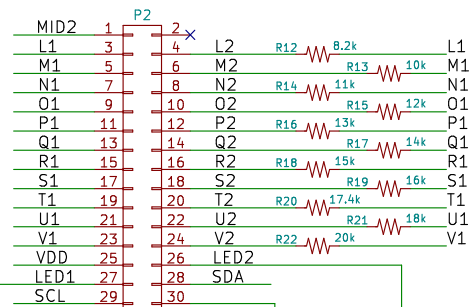 P2
MID2 1 2
L1 3 4 L2 R12 8.2k L1
M1 5 6 M2 R13 10k M1
N1 7 8 N2 R14 11k N1
O1 9 10 O2 R15 12k O1
P1 11 12 P2 R16 13k P1
Q1 13 14 Q2 R17 14k Q1
R1 15 16 R2 R18 15k R1
S1 17 18 S2 R19 16k S1
T1 19 20 T2 R20 17.4k T1
U1 21 22 U2 R21 18k U1
V1 23 24 V2 R22 20k V1
VDD 25 26 LED2
LED1 27 28 SDA
SCL 29 30